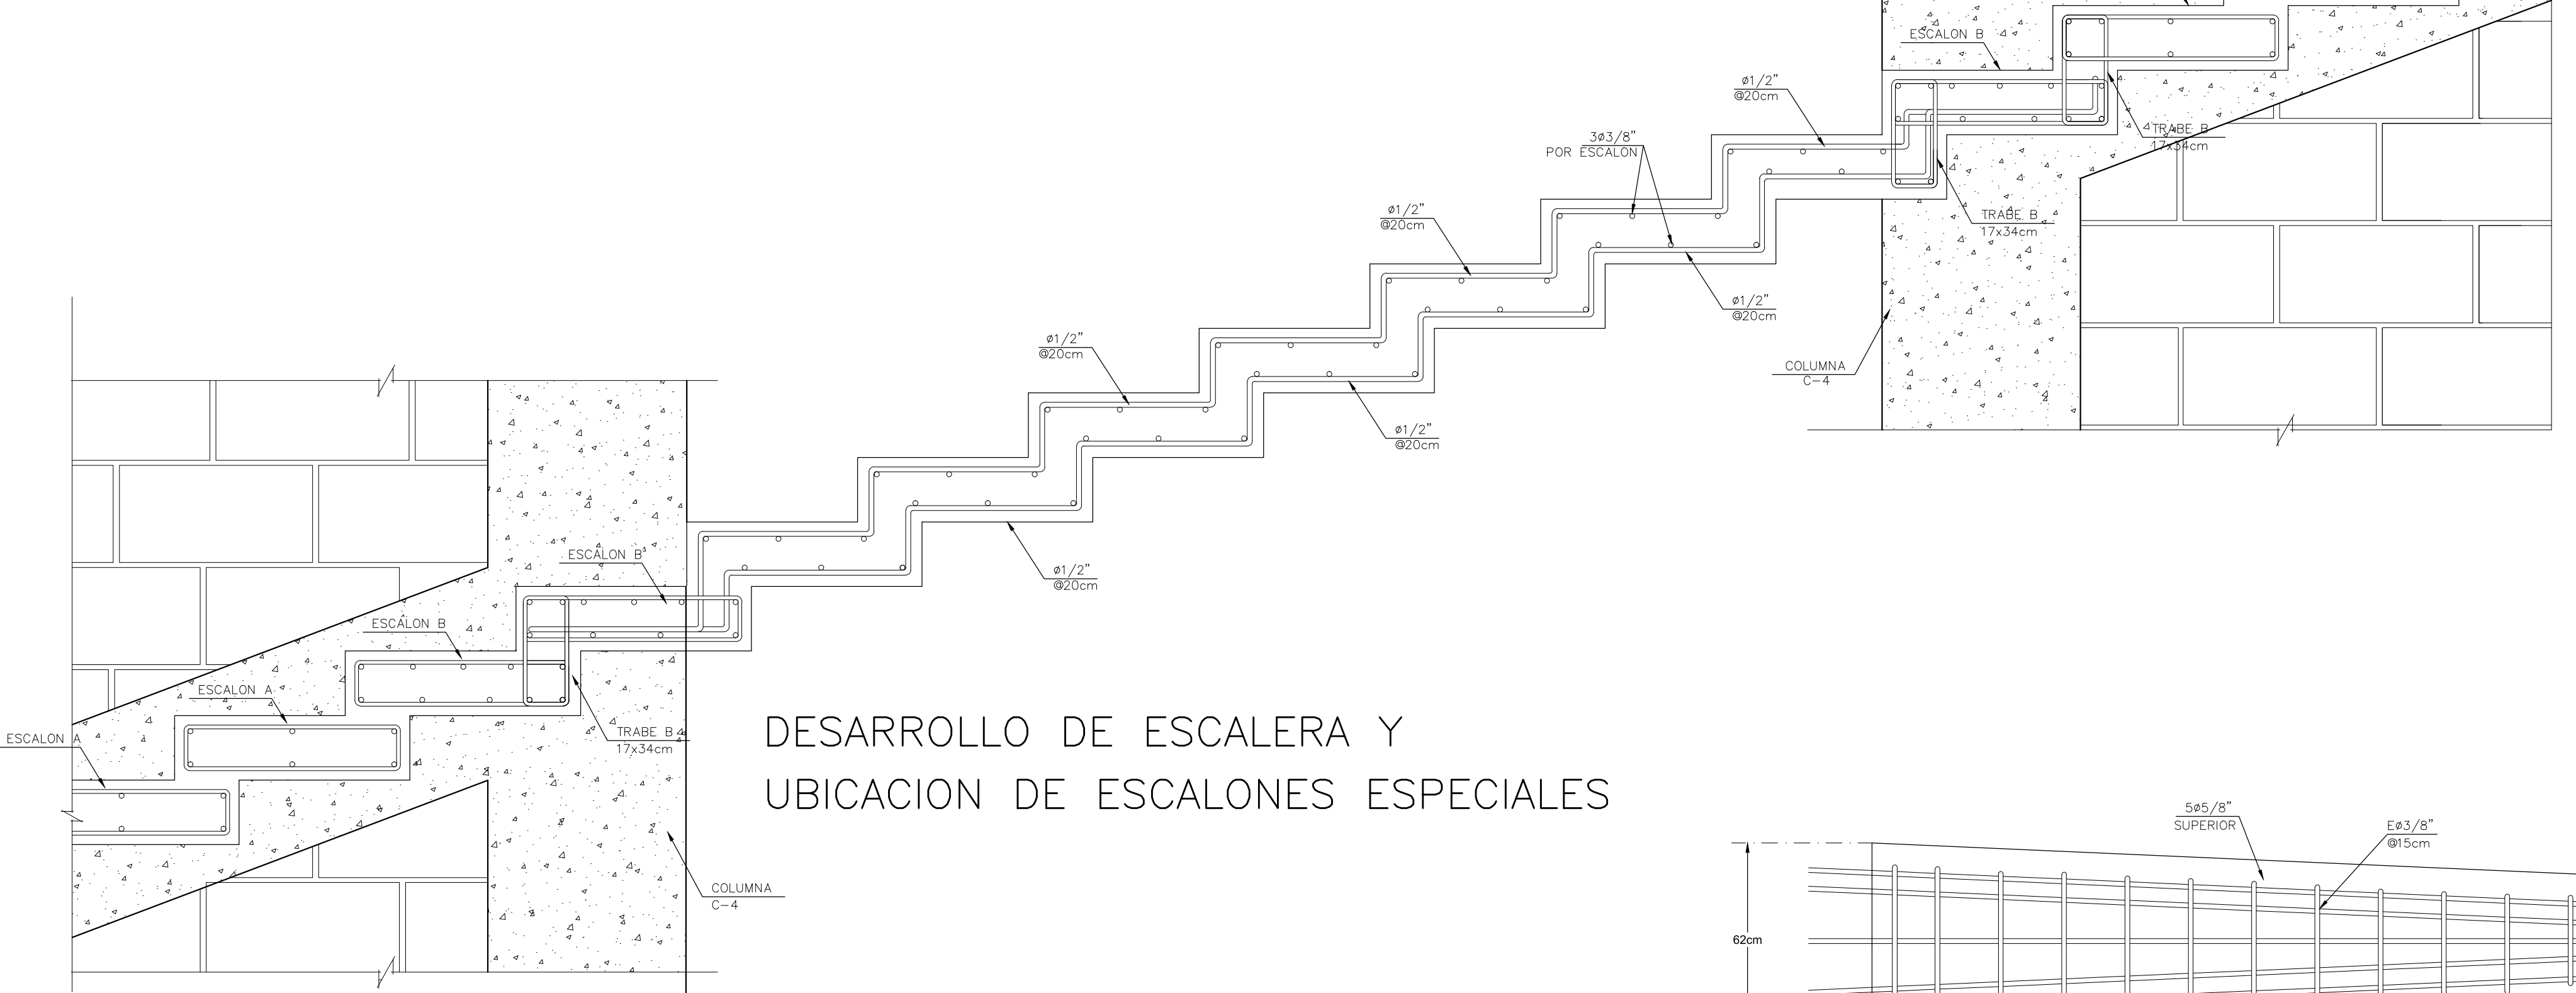 ESCALON B
ø1/2"
@20cm
3ø3/8"
POR ESCALON
TRABE B
17x34cm
ø1/2"
@20cm
TRABE B
17x34cm
ø1/2"
@20cm
ø1/2"
@20cm
COLUMNA
C-4
ø1/2"
@20cm
ESCALON B
ø1/2"
@20cm
ESCALON B
ESCALON A
ESCALON A
TRABE B
17x34cm
DESARROLLO DE ESCALERA Y
UBICACION DE ESCALONES ESPECIALES
COLUMNA
C-4
5ø5/8"
SUPERIOR
Eø3/8"
@15cm
62cm